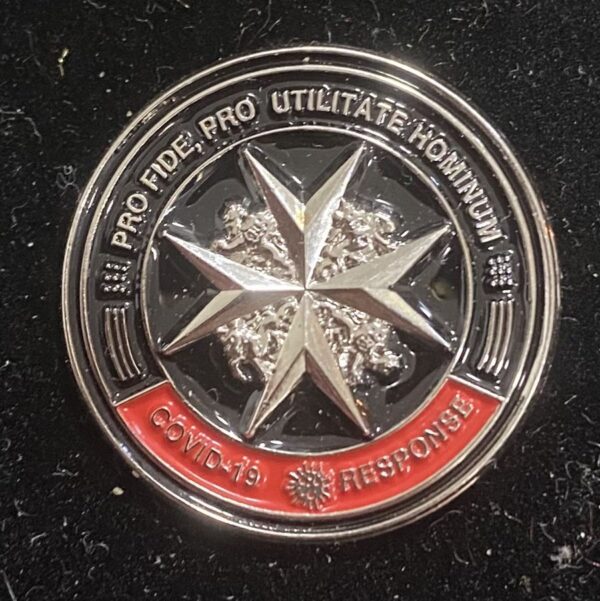 PRO FIDE, PRO UTILITATE HOMINUM
COVID-19 RESPONSE